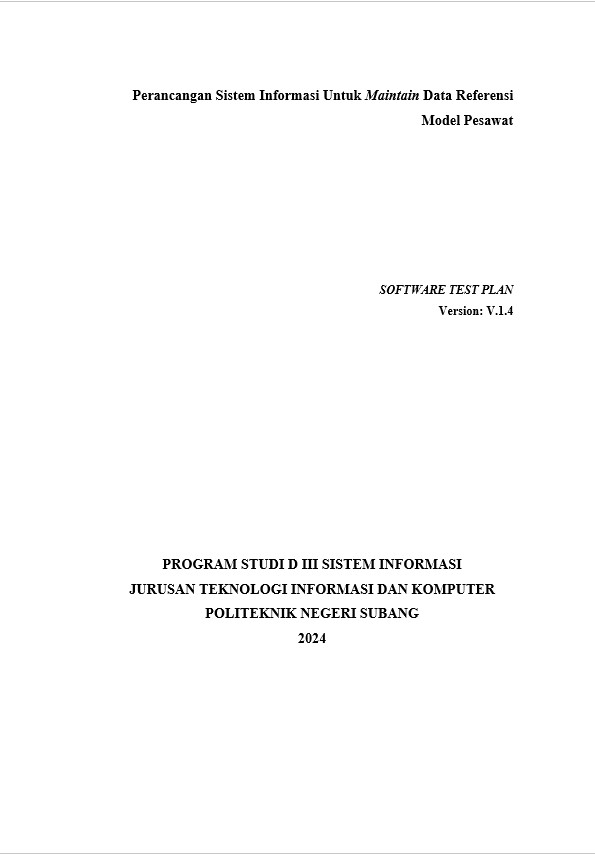 Perancangan Sistem Informasi Untuk Maintain Data Referensi
Model Pesawat
SOFTWARE TEST PLAN
Version: V.1.4
PROGRAM STUDI D III SISTEM INFORMASI
JURUSAN TEKNOLOGI INFORMASI DAN KOMPUTER
POLITEKNIK NEGERI SUBANG
2024